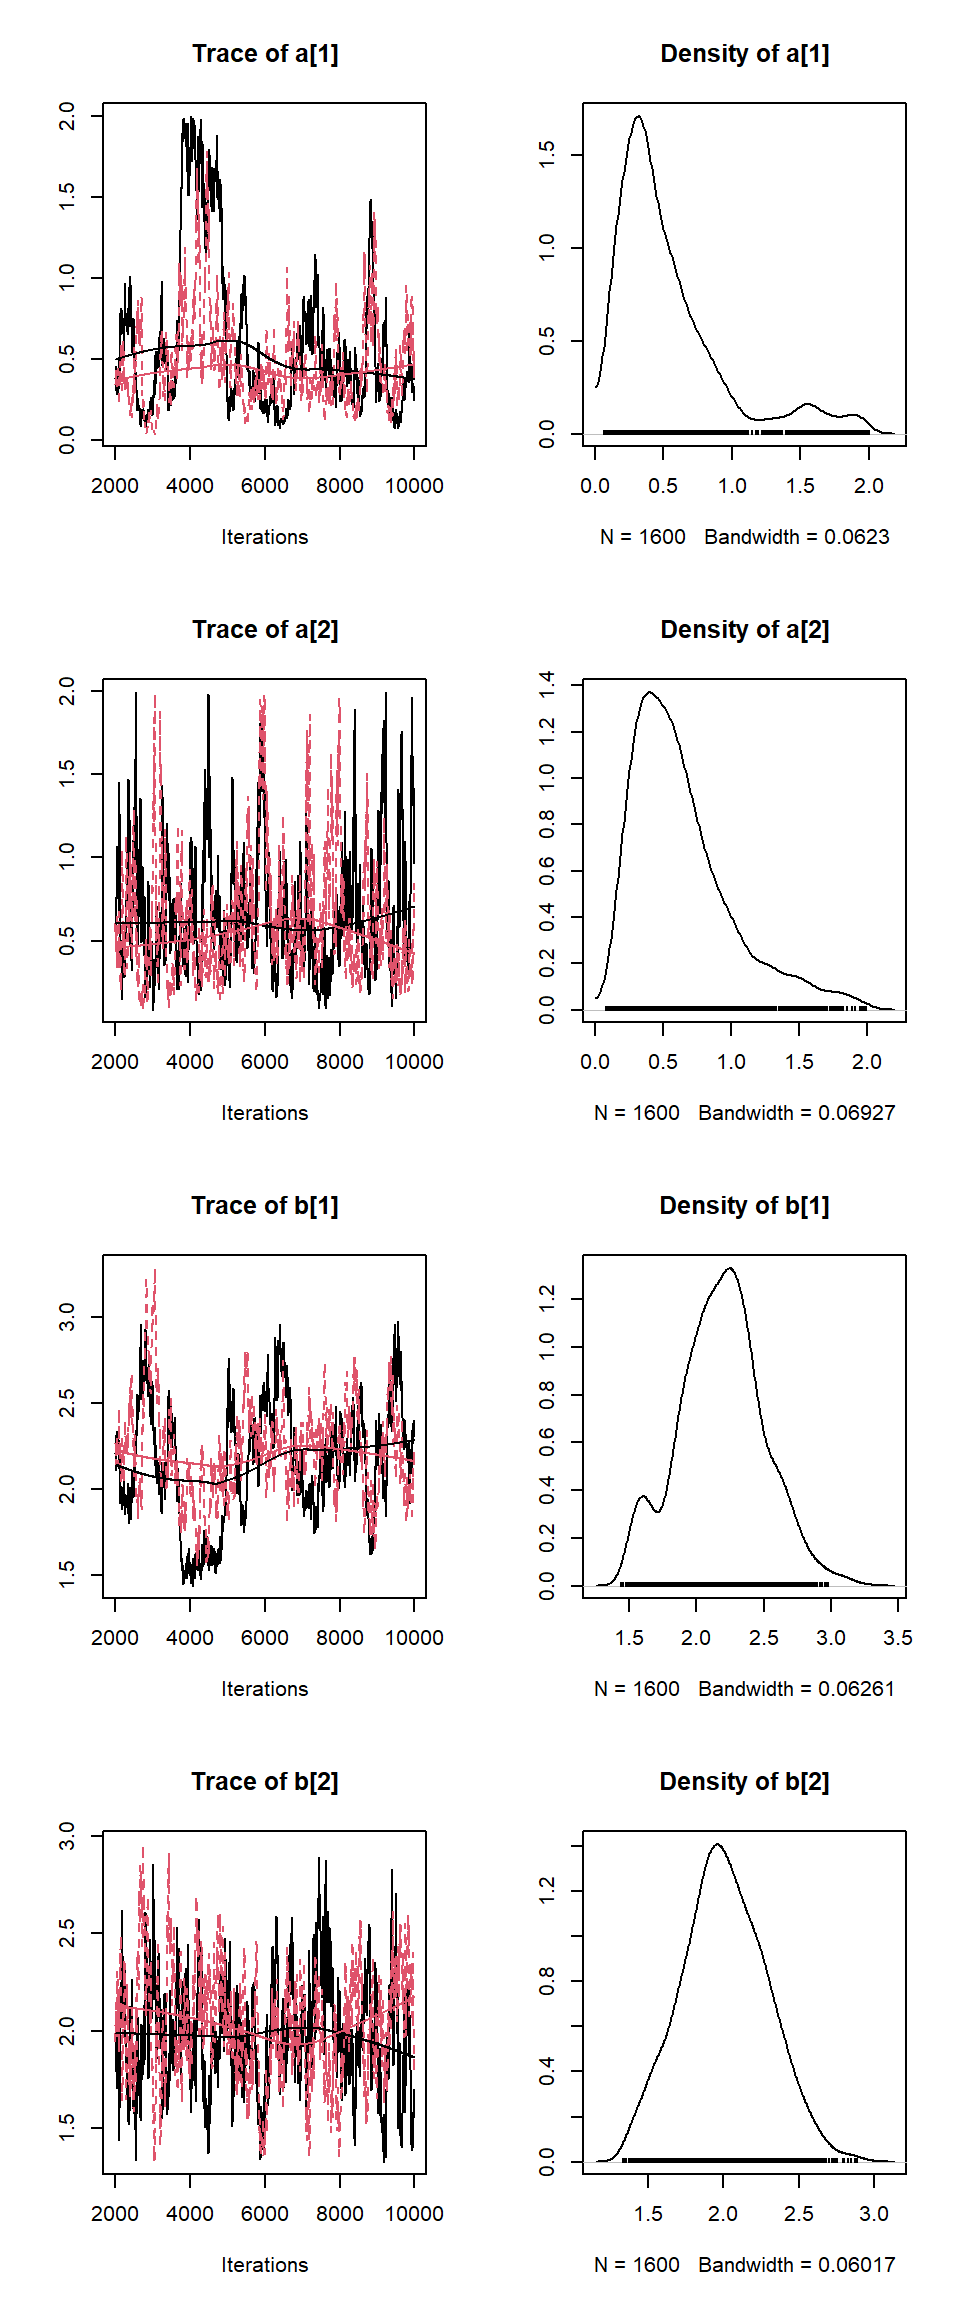 Trace of a[1]
Density of a[1]
0.0 0.5 1.0 1.5 2.0
2000 4000 6000 8000 10000
Iterations
0.0 0.5 1.0 1.5
0.0 0.5 1.0 1.5 2.0
N = 1600 Bandwidth = 0.0623
Trace of a[2]
Density of a[2]
0.5 1.0 1.5 2.0
2000 4000 6000 8000 10000
Iterations
0.0 0.2 0.4 0.6 0.8 1.0 1.2 1.4
0.0 0.5 1.0 1.5 2.0
N = 1600 Bandwidth = 0.06927
Trace of b[1]
Density of b[1]
1.5 2.0 2.5 3.0
2000 4000 6000 8000 10000
Iterations
0.0 0.2 0.4 0.6 0.8 1.0 1.2
1.5 2.0 2.5 3.0 3.5
N = 1600 Bandwidth = 0.06261
Trace of b[2]
Density of b[2]
1.5 2.0 2.5 3.0
2000 4000 6000 8000 10000
Iterations
0.0 0.4 0.8 1.2
1.5 2.0 2.5 3.0
N = 1600 Bandwidth = 0.06017